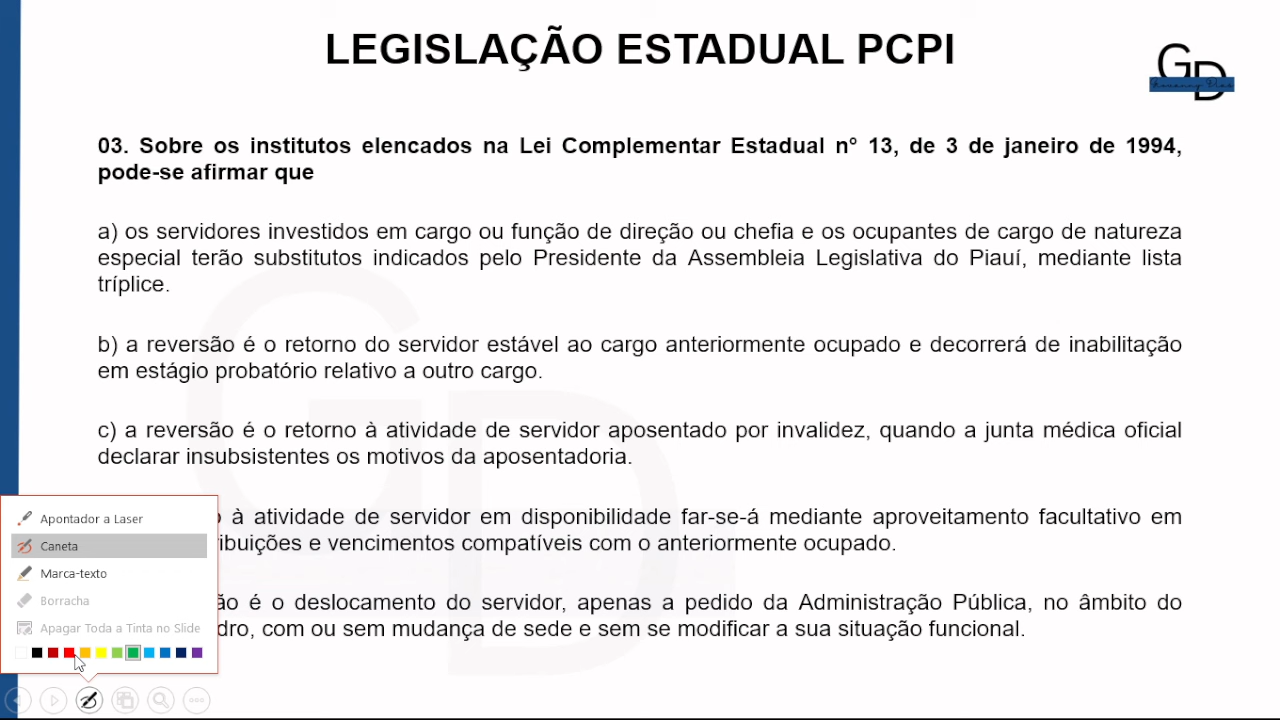 LEGISLAÇÃO ESTADUAL PCPI
GD
03. Sobre os institutos elencados na Lei Complementar Estadual n° 13, de 3 de janeiro de 1994,
pode-se afirmar que
a) os servidores investidos em cargo ou função de direção ou chefia e os ocupantes de cargo de natureza
especial terão substitutos indicados pelo Presidente da Assembleia Legislativa do Piauí, mediante lista
tríplice.
b) a reversão é o retorno do servidor estável ao cargo anteriormente ocupado e decorrerá de inabilitação
em estágio probatório relativo a outro cargo.
c) a reversão é o retorno à atividade de servidor aposentado por invalidez, quando a junta médica oficial
declarar insubsistentes os motivos da aposentadoria.
à atividade de servidor em disponibilidade far-se-á mediante aproveitamento facultativo em
e vencimentos compatíveis com o anteriormente ocupado.
é o deslocamento do servidor, apenas a pedido da Administração Pública, no âmbito do
com ou sem mudança de sede e sem se modificar a sua situação funcional.
Apontador a Laser
Caneta
Marca-texto
Borracha
Apagar Toda a Tinta no Slide